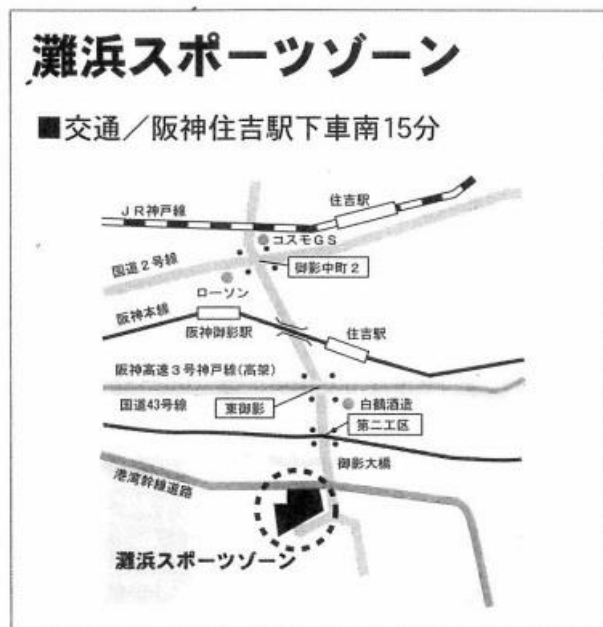 灘浜スポーツゾーン
■交通／阪神住吉駅下車南15分
住吉駅
ＪＲ神戸線
コスモＧＳ
国道２号線
御影中町２
ローソン
阪神本線
阪神御影駅
住吉駅
阪神高速３号神戸線(高架)
国道43号線
東御影
白鶴酒造
第二工区
御影大橋
港湾幹線道路
灘浜スポーツゾーン